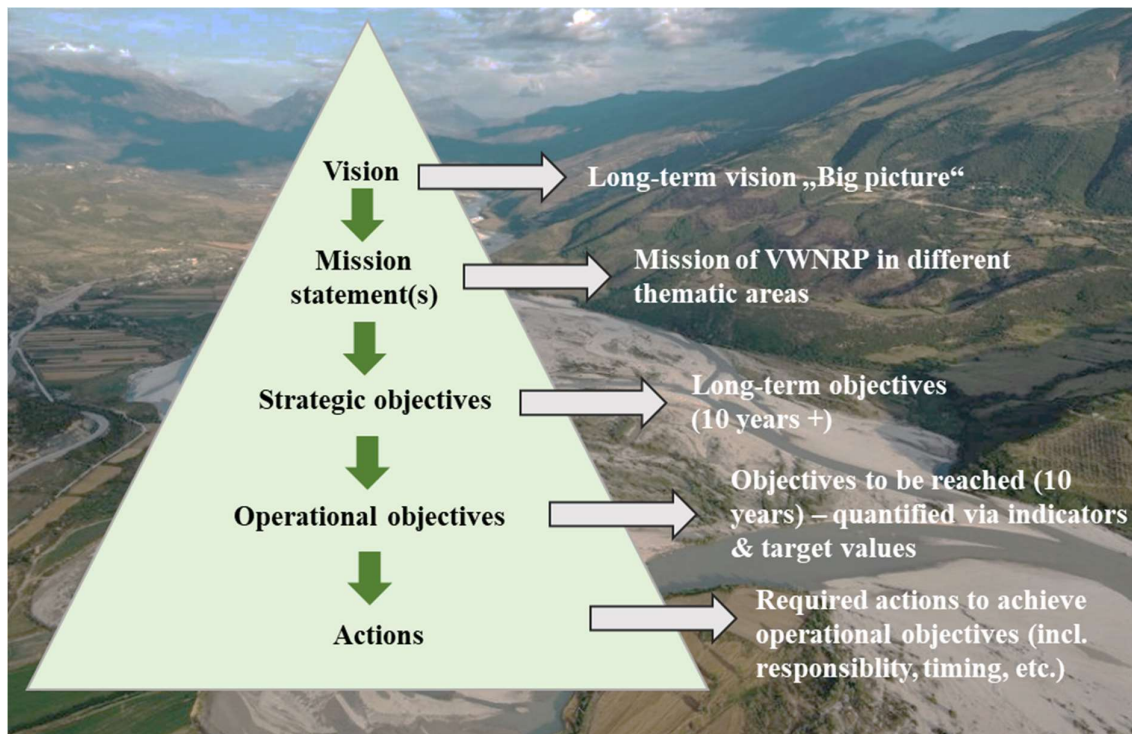 Vision
Long-term vision „Big picture“
Mission
statement(s)
Mission of VWNRP in different
thematic areas
Strategic objectives
Long-term objectives
(10 years +)
Operational objectives
Objectives to be reached (10
years) – quantified via indicators
& target values
Actions
Required actions to achieve
operational objectives (incl.
responsiblity, timing, etc.)